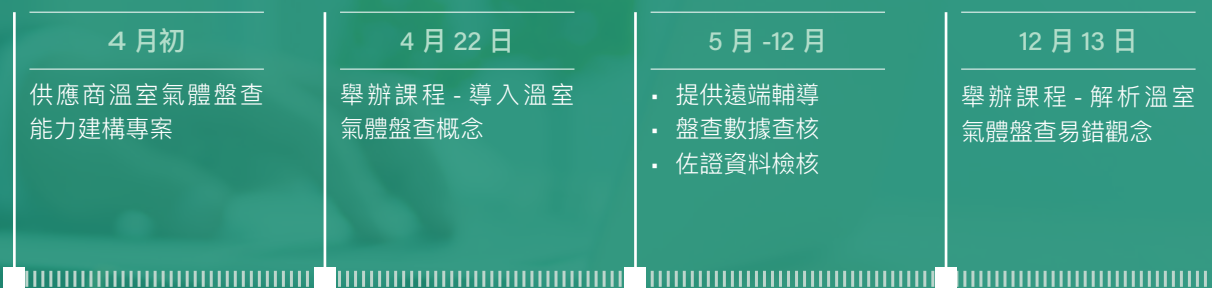 4 月初
供應商溫室氣體盤查
能力建構專案
4 月 22 日
舉辦課程 - 導入溫室
氣體盤查概念
5 月 -12 月
▪ 提供遠端輔導
▪ 盤查數據查核
▪ 佐證資料檢核
12 月 13 日
舉辦課程 - 解析溫室
氣體盤查易錯觀念